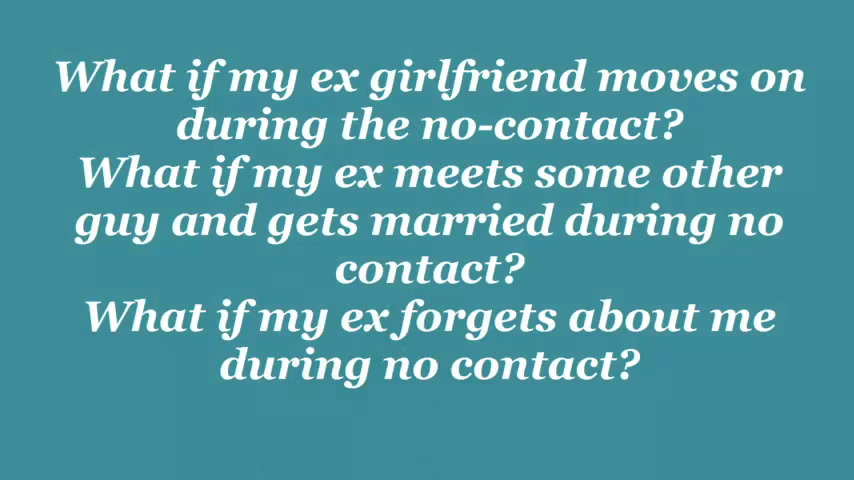 What if my ex girlfriend moves on
during the no-contact?
What if my ex meets some other
guy and gets married during no
contact?
What if my ex forgets about me
during no contact?